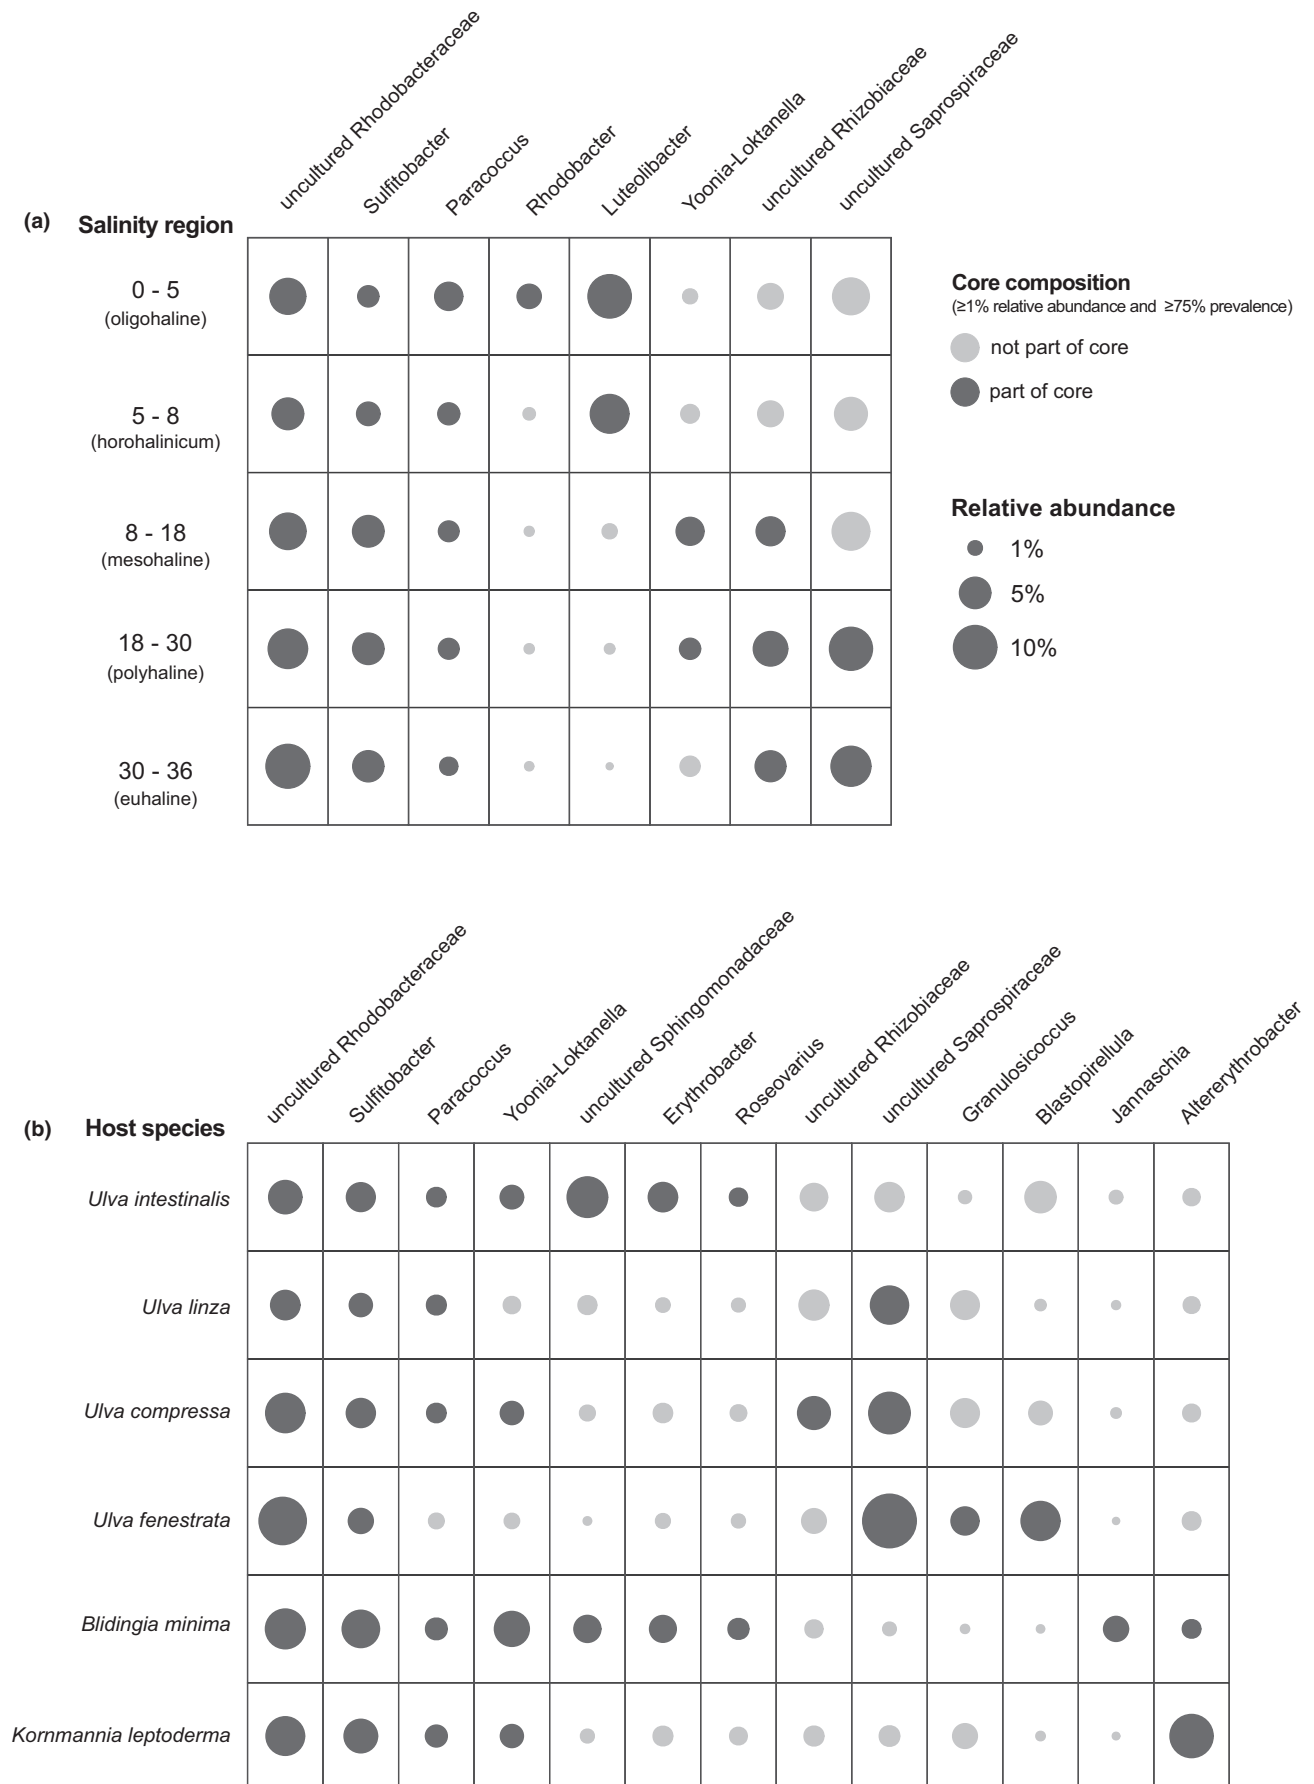 uncultured Rhodobacteraceae
Sulfitobacter
Paracoccus
Rhodobacter
Luteolibacter
Yoonia-Loktanella
uncultured Rhizobiaceae
uncultured Saprospiraceae
(a) Salinity region
0 - 5
(oligohaline)
5 - 8
(horohalinicum)
8 - 18
(mesohaline)
18 - 30
(polyhaline)
30 - 36
(euhaline)
Core composition
(≥1% relative abundance and ≥75% prevalence)
not part of core
part of core
Relative abundance
1%
5%
10%
uncultured Rhodobacteraceae
Sulfitobacter
Paracoccus
Yoonia-Loktanella
uncultured Sphingomonadaceae
Erythrobacter
Roseovarius
uncultured Rhizobiaceae
uncultured Saprospiraceae
Granulosicoccus
Blastopirellula
Jannaschia
Altererythrobacter
(b) Host species
Ulva intestinalis
Ulva linza
Ulva compressa
Ulva fenestrata
Blidingia minima
Kornmannia leptoderma